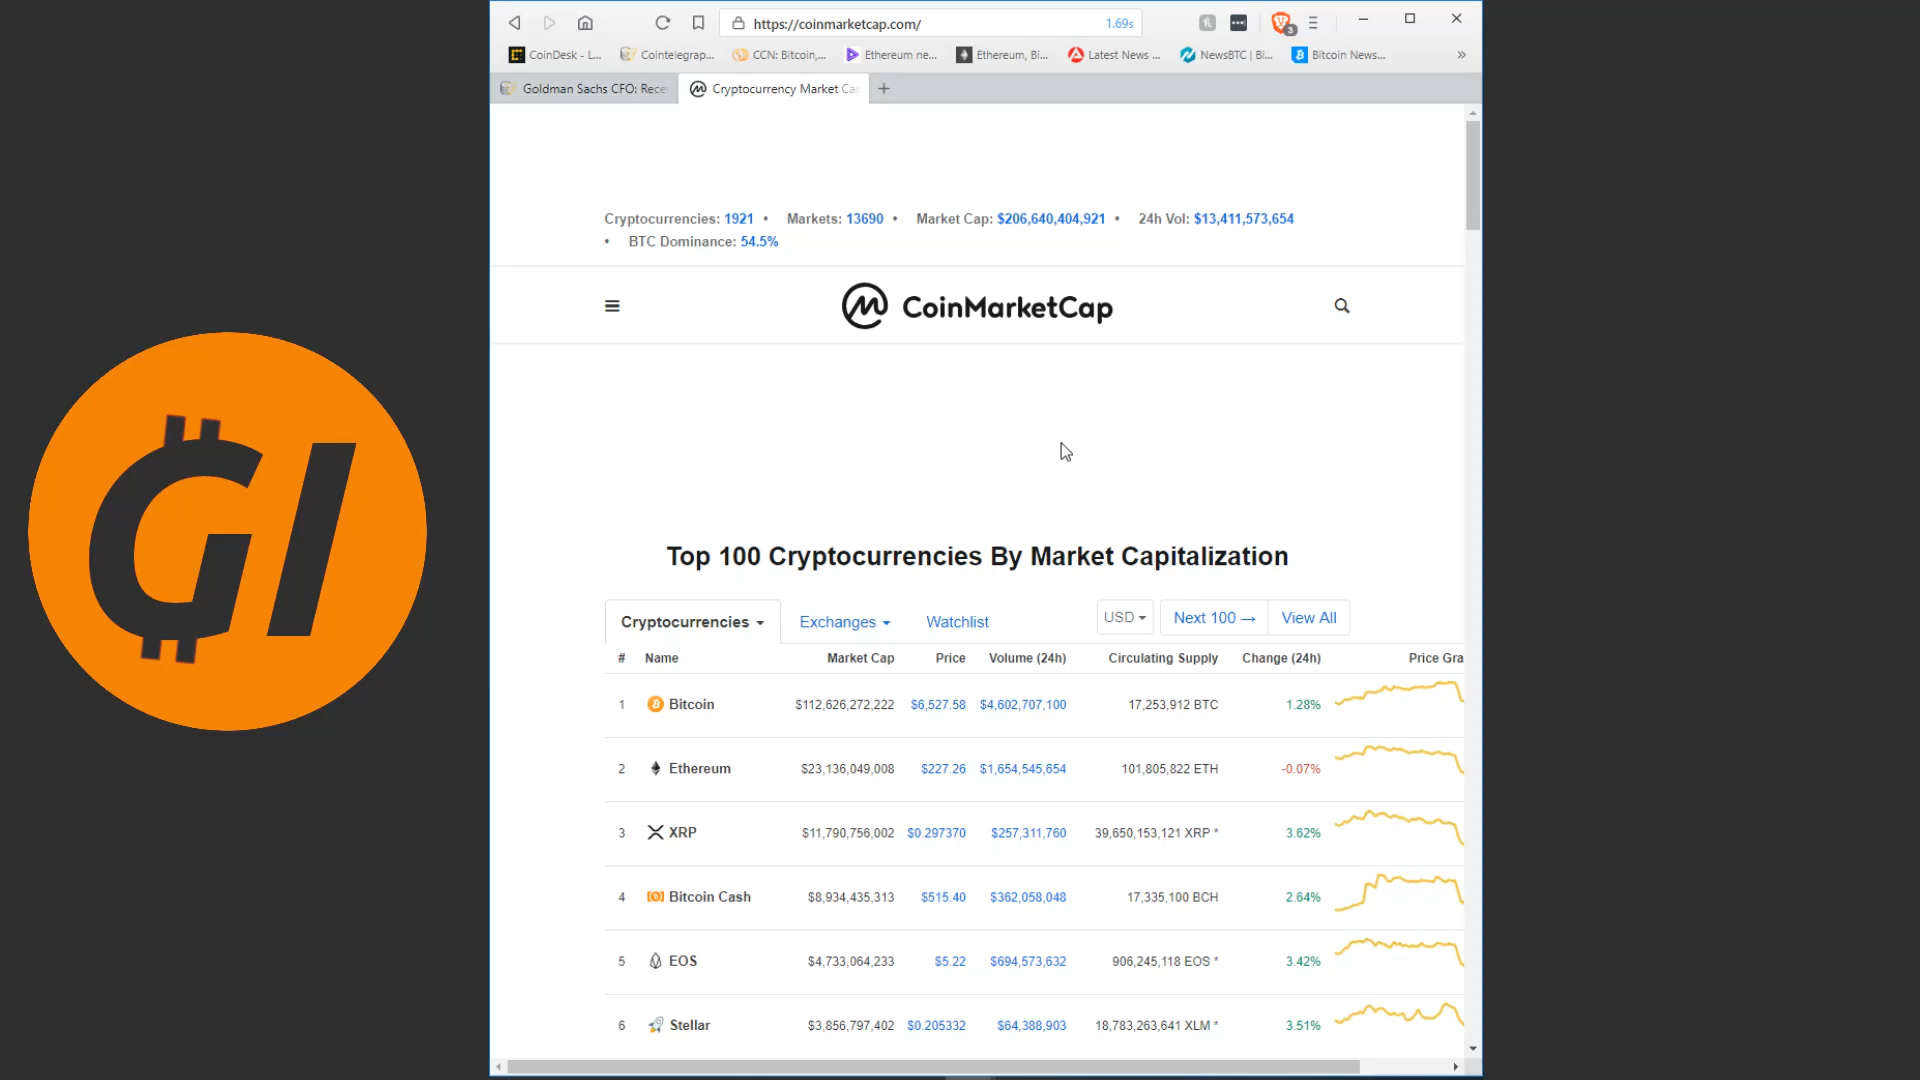 https://coinmarketcap.com/ 1.69s 3
CoinDesk - L... Cointelegrap... CCN: Bitcoin,... Ethereum ne... Ethereum, Bi... Latest News ... NewsBTC | Bi... Bitcoin News... »
Goldman Sachs CFO: Rece Cryptocurrency Market Ca +
Cryptocurrencies: 1921 • Markets: 13690 • Market Cap: $206,640,404,921 • 24h Vol: $13,411,573,654
• BTC Dominance: 54.5%
CoinMarketCap
GI
Top 100 Cryptocurrencies By Market Capitalization
Cryptocurrencies Exchanges Watchlist USD Next 100 → View All
# Name Market Cap Price Volume (24h) Circulating Supply Change (24h) Price Gra
1 Bitcoin $112,626,272,222 $6,527.58 $4,602,707,100 17,253,912 BTC 1.28%
2 Ethereum $23,136,049,008 $227.26 $1,654,545,654 101,805,822 ETH -0.07%
3 XRP $11,790,756,002 $0.297370 $257,311,760 39,650,153,121 XRP * 3.62%
4 Bitcoin Cash $8,934,435,313 $515.40 $362,058,048 17,335,100 BCH 2.64%
5 EOS $4,733,064,233 $5.22 $694,573,632 906,245,118 EOS * 3.42%
6 Stellar $3,856,797,402 $0.205332 $64,388,903 18,783,263,641 XLM * 3.51%